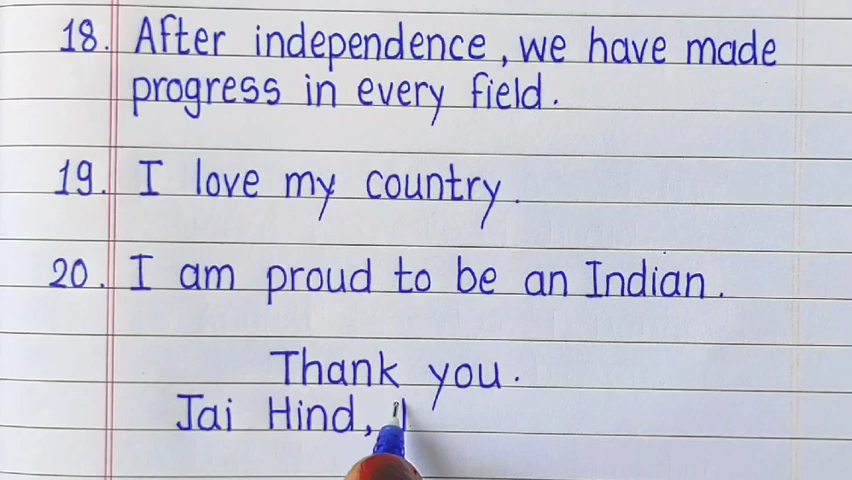 18. After independence, we have made
progress in every field.
19. I love my country.
20. I am proud to be an Indian.
Thank you.
Jai Hind,